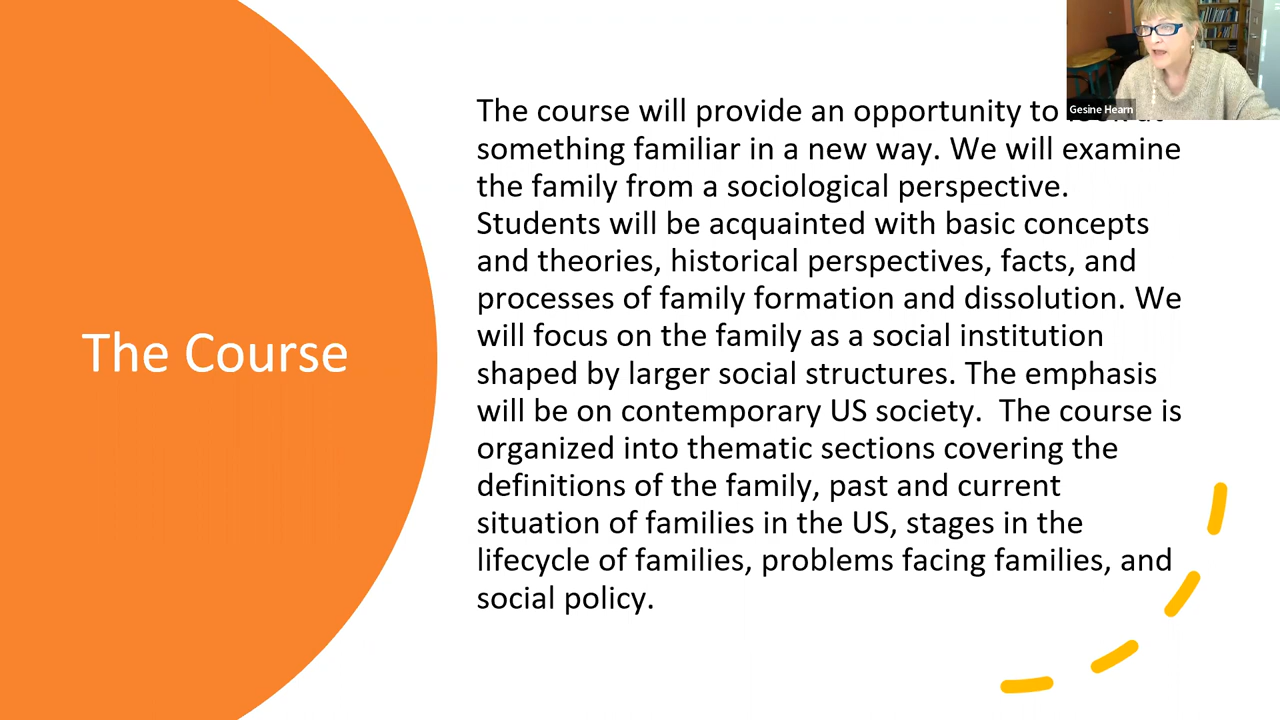 The Course
The course will provide an opportunity to
something familiar in a new way. We will examine
the family from a sociological perspective.
Students will be acquainted with basic concepts
and theories, historical perspectives, facts, and
processes of family formation and dissolution. We
will focus on the family as a social institution
shaped by larger social structures. The emphasis
will be on contemporary US society.  The course is
organized into thematic sections covering the
definitions of the family, past and current
situation of families in the US, stages in the
lifecycle of families, problems facing families, and
social policy.
Gesine Hearn